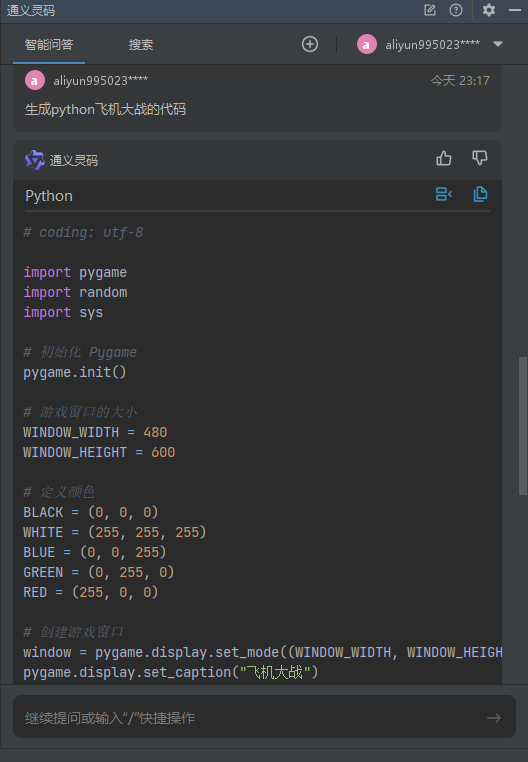 通义灵码
智能问答
搜索
aliyun995023****
a aliyun995023****
今天 23:17
生成python飞机大战的代码
通义灵码
Python
# coding: utf-8
import pygame
import random
import sys
# 初始化 Pygame
pygame.init()
# 游戏窗口的大小
WINDOW_WIDTH = 480
WINDOW_HEIGHT = 600
# 定义颜色
BLACK = (0, 0, 0)
WHITE = (255, 255, 255)
BLUE = (0, 0, 255)
GREEN = (0, 255, 0)
RED = (255, 0, 0)
# 创建游戏窗口
window = pygame.display.set_mode((WINDOW_WIDTH, WINDOW_HEIGH
pygame.display.set_caption("飞机大战")
继续提问或输入“/”快捷操作